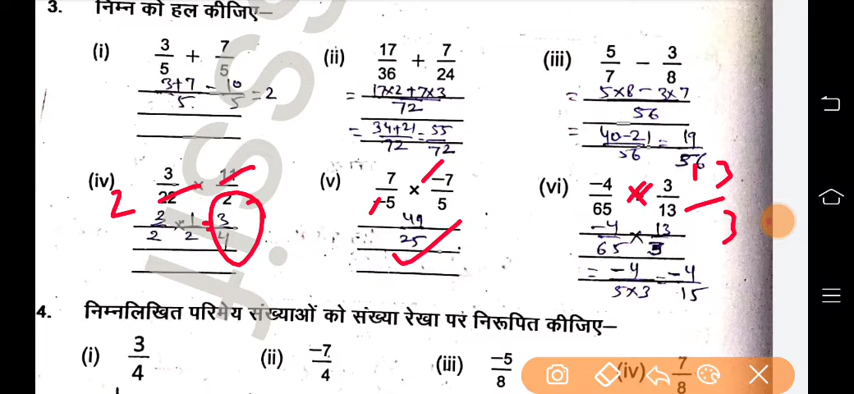 3. निम्न को हल कीजिए–
(i) 3/5 + 7/5
(ii) 17/36 + 7/24
(iii) 5/7 − 3/8
(3+7)/5 = 10/5 = 2
= (17×2+7×3)/72
= (5×8−3×7)/56
= (34+21)/72 = 55/72
= (40−21)/56 = 19/56
(iv) 3/22 × 11/2
(v) 7/−5 × −7/5
(vi) −4/65 ÷ 3/13
2
13
3
3/2 × 1/2 = 3/4
49/25
−4/65 × 13/3
= −4/(5×3) = −4/15
4. निम्नलिखित परिमेय संख्याओं को संख्या रेखा पर निरूपित कीजिए–
(i) 3/4
(ii) −7/4
(iii) −5/8
(iv) 7/8